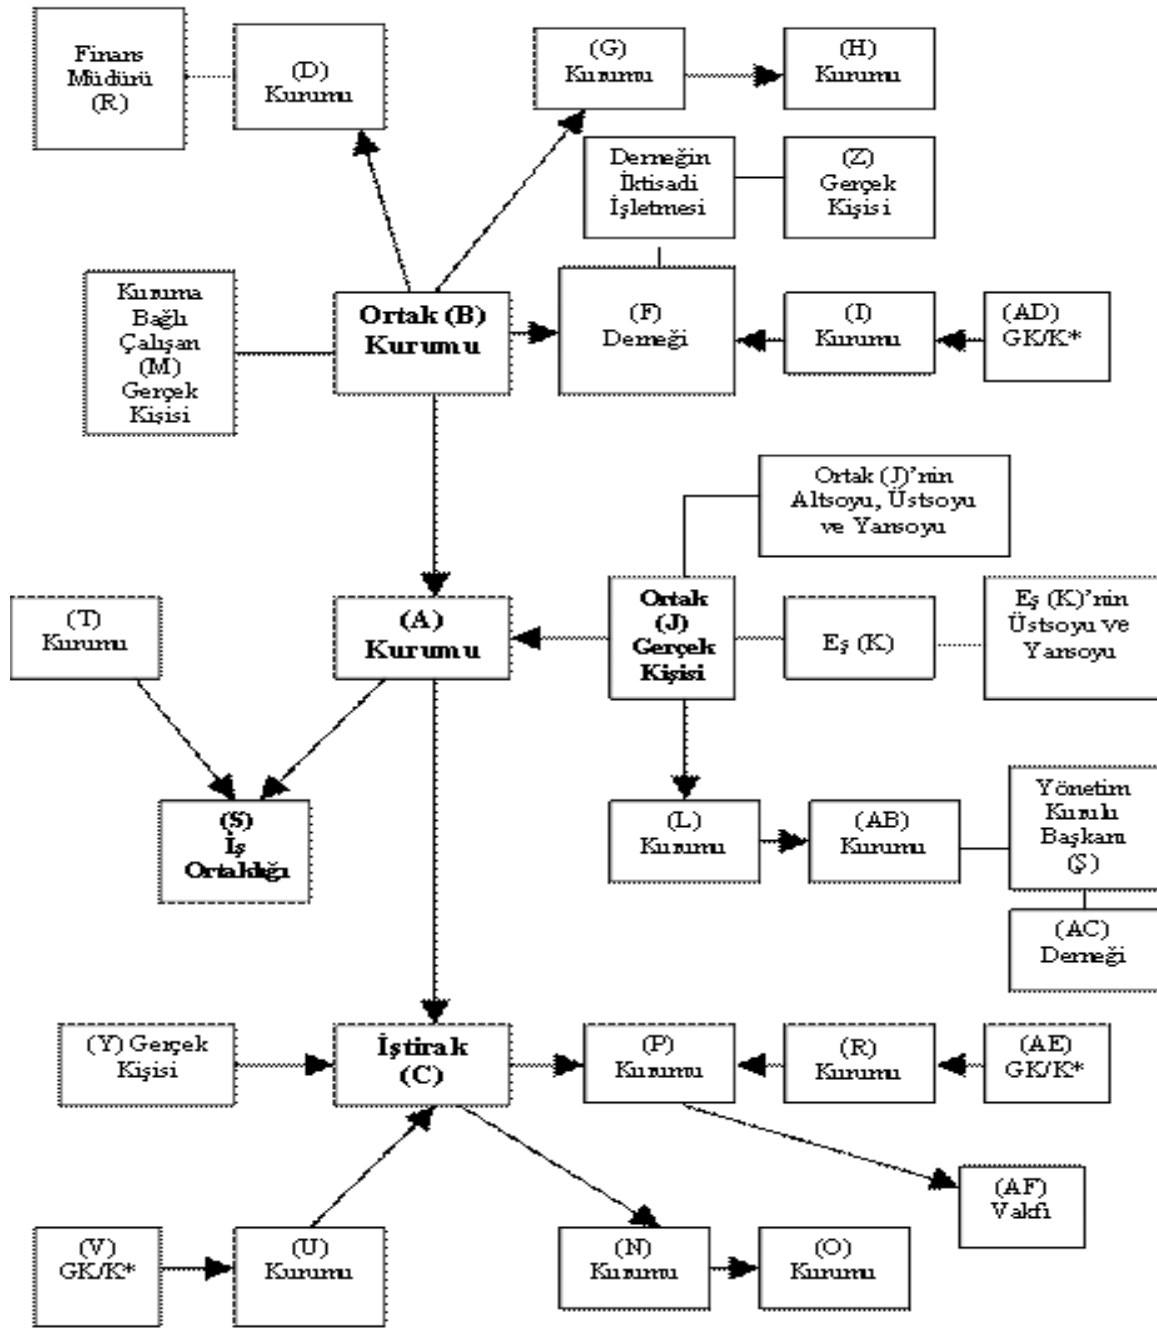 Finans
Müdürü
(R)
(D)
Kurumu
(G)
Kurumu
(H)
Kurumu
Derneğin
İktisadi
İşletmesi
(Z)
Gerçek
Kişisi
Kuruma
Bağlı
Çalışan
(M)
Gerçek
Kişisi
Ortak (B)
Kurumu
(F)
Derneği
(I)
Kurumu
(AD)
GK/K*
Ortak (J)'nin
Altsoyu, Üstsoyu
ve Yansoyu
(T)
Kurumu
(A)
Kurumu
Ortak
(J)
Gerçek
Kişisi
Eş (K)
Eş (K)'nin
Üstsoyu ve
Yansoyu
(S)
İş
Ortaklığı
(L)
Kurumu
(AB)
Kurumu
Yönetim
Kurulu
Başkanı
(Ş)
(AC)
Derneği
(Y) Gerçek
Kişisi
İştirak
(C)
(P)
Kurumu
(R)
Kurumu
(AE)
GK/K*
(AF)
Vakfı
(V)
GK/K*
(U)
Kurumu
(N)
Kurumu
(O)
Kurumu